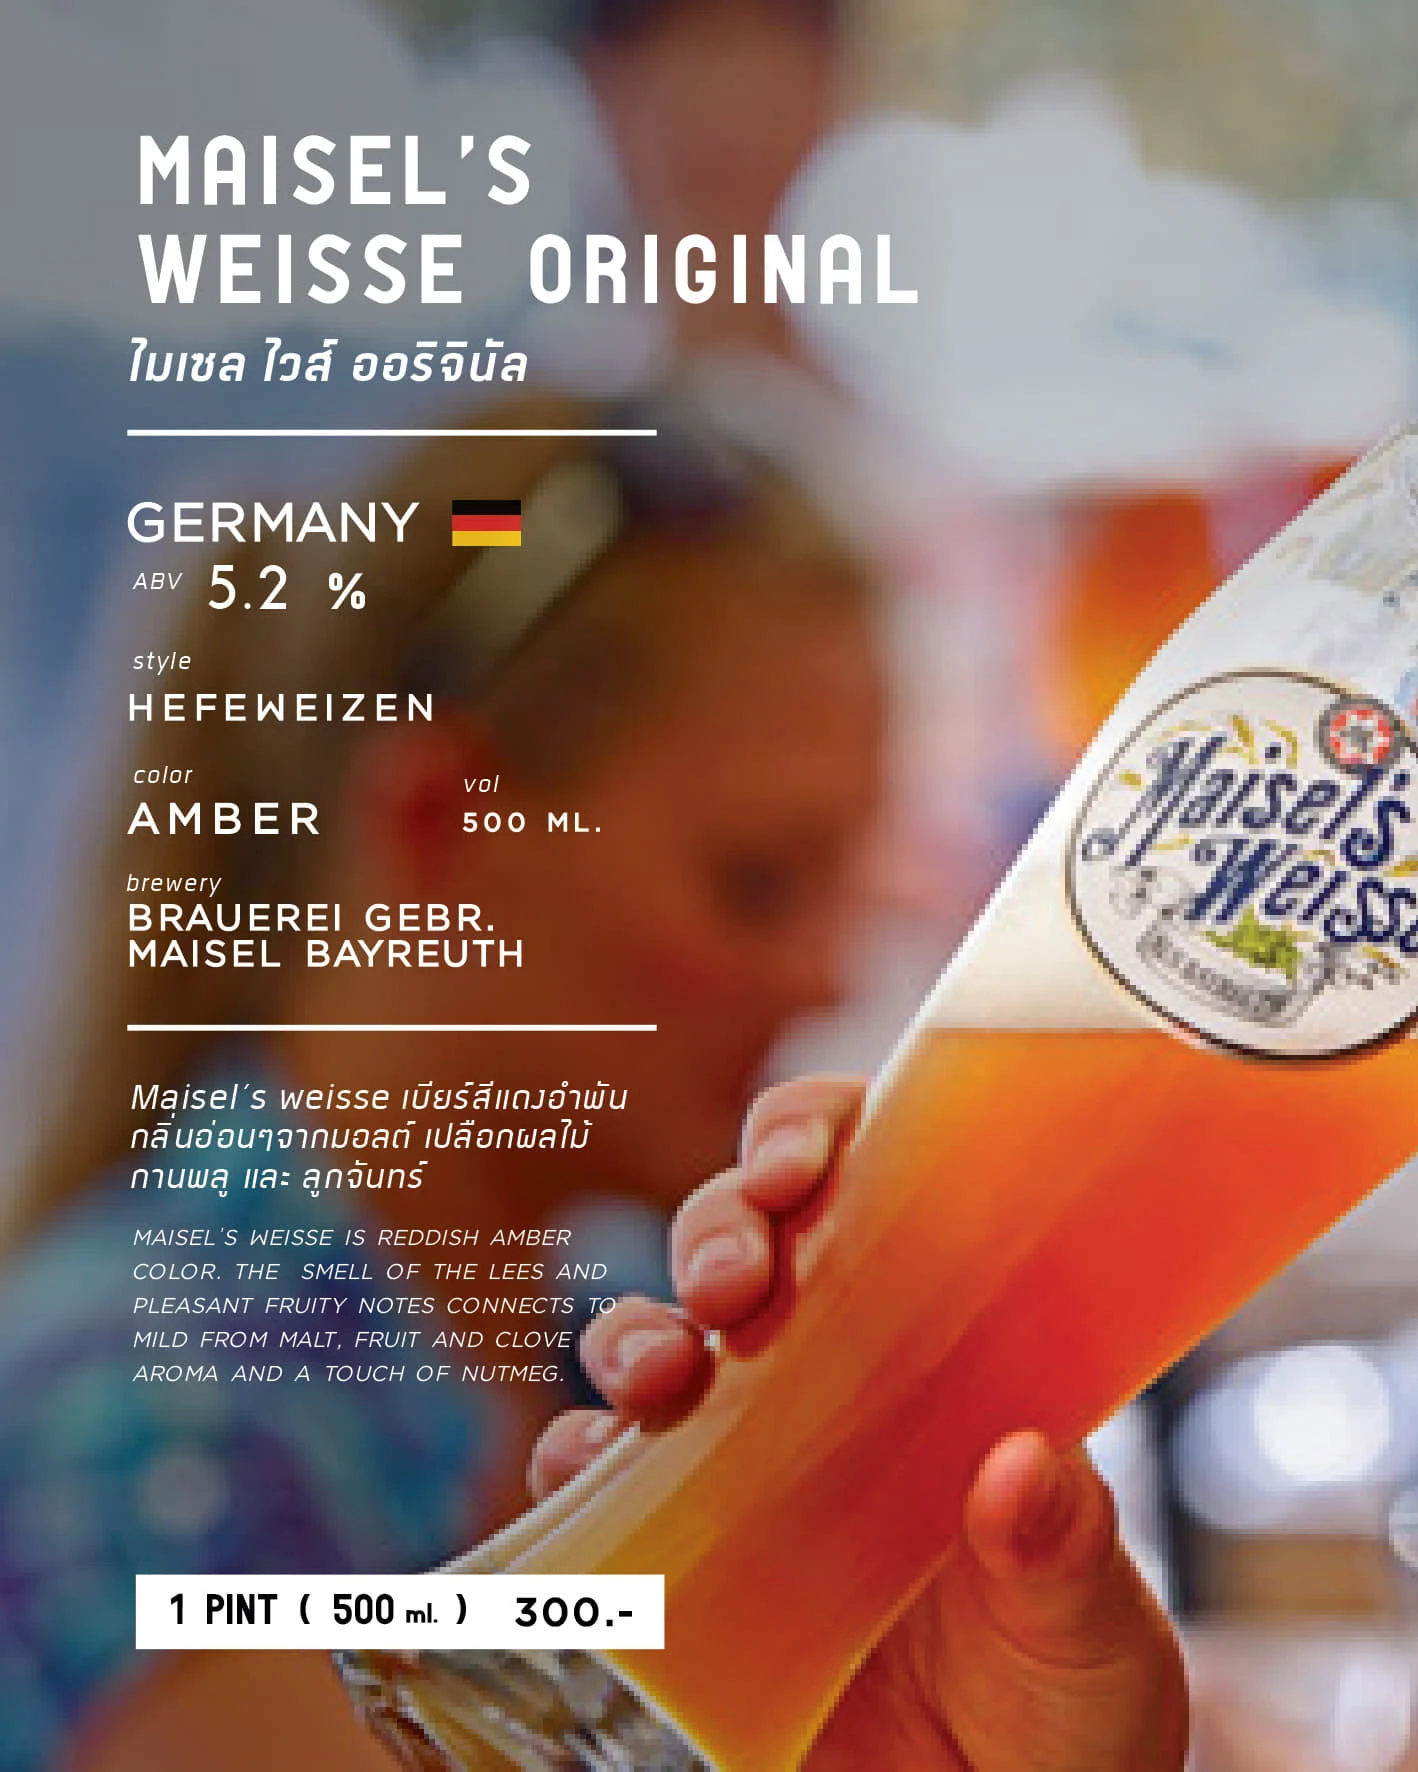 MAISEL'S
WEISSE ORIGINAL
ไมเซล ไวส์ ออริจินัล
GERMANY
ABV 5.2 %
style
HEFEWEIZEN
color
AMBER
vol
500 ML.
brewery
BRAUEREI GEBR.
MAISEL BAYREUTH
Maisel's weisse เบียร์สีแดงอำพัน
กลิ่นอ่อนๆจากมอลต์ เปลือกผลไม้
กานพลู และ ลูกจันทร์
MAISEL'S WEISSE IS REDDISH AMBER
COLOR. THE SMELL OF THE LEES AND
PLEASANT FRUITY NOTES CONNECTS TO
MILD FROM MALT, FRUIT AND CLOVE
AROMA AND A TOUCH OF NUTMEG.
1 PINT ( 500 ml. ) 300.-
Maisel's